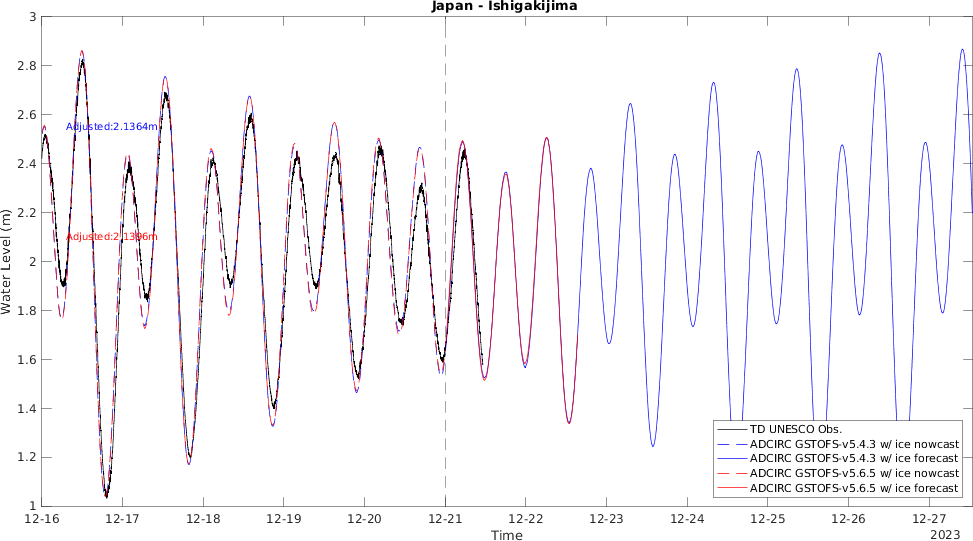 Japan - Ishigakijima
Water Level (m)
3
2.8
2.6
2.4
2.2
2
1.8
1.6
1.4
1.2
1
Adjusted:2.1364m
Adjusted:2.1396m
TD UNESCO Obs.
ADCIRC GSTOFS-v5.4.3 w/ ice nowcast
ADCIRC GSTOFS-v5.4.3 w/ ice forecast
ADCIRC GSTOFS-v5.6.5 w/ ice nowcast
ADCIRC GSTOFS-v5.6.5 w/ ice forecast
12-16 12-17 12-18 12-19 12-20 12-21 12-22 12-23 12-24 12-25 12-26 12-27
2023
Time